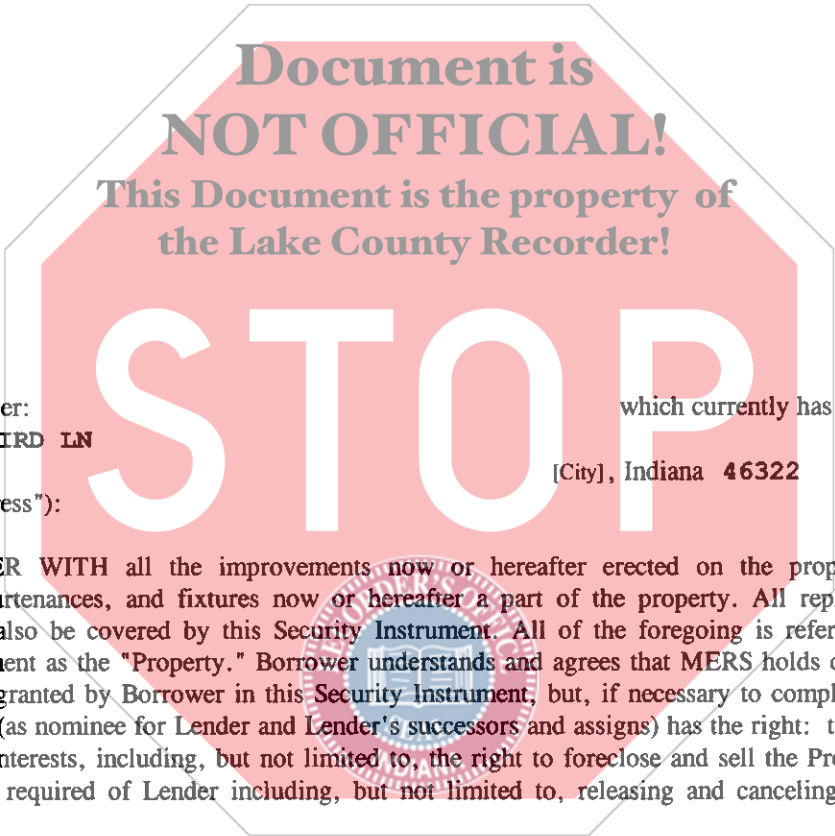 Document is
NOT OFFICIAL!
This Document is the property of
the Lake County Recorder!
STOP
er: which currently has
IRD LN
[City], Indiana 46322
ess"):
ER WITH all the improvements now or hereafter erected on the prop
rtenances, and fixtures now or hereafter a part of the property. All rep
also be covered by this Security Instrument. All of the foregoing is refer
ent as the "Property." Borrower understands and agrees that MERS holds
granted by Borrower in this Security Instrument, but, if necessary to compl
(as nominee for Lender and Lender's successors and assigns) has the right: t
nterests, including, but not limited to, the right to foreclose and sell the Pro
required of Lender including, but not limited to, releasing and canceling